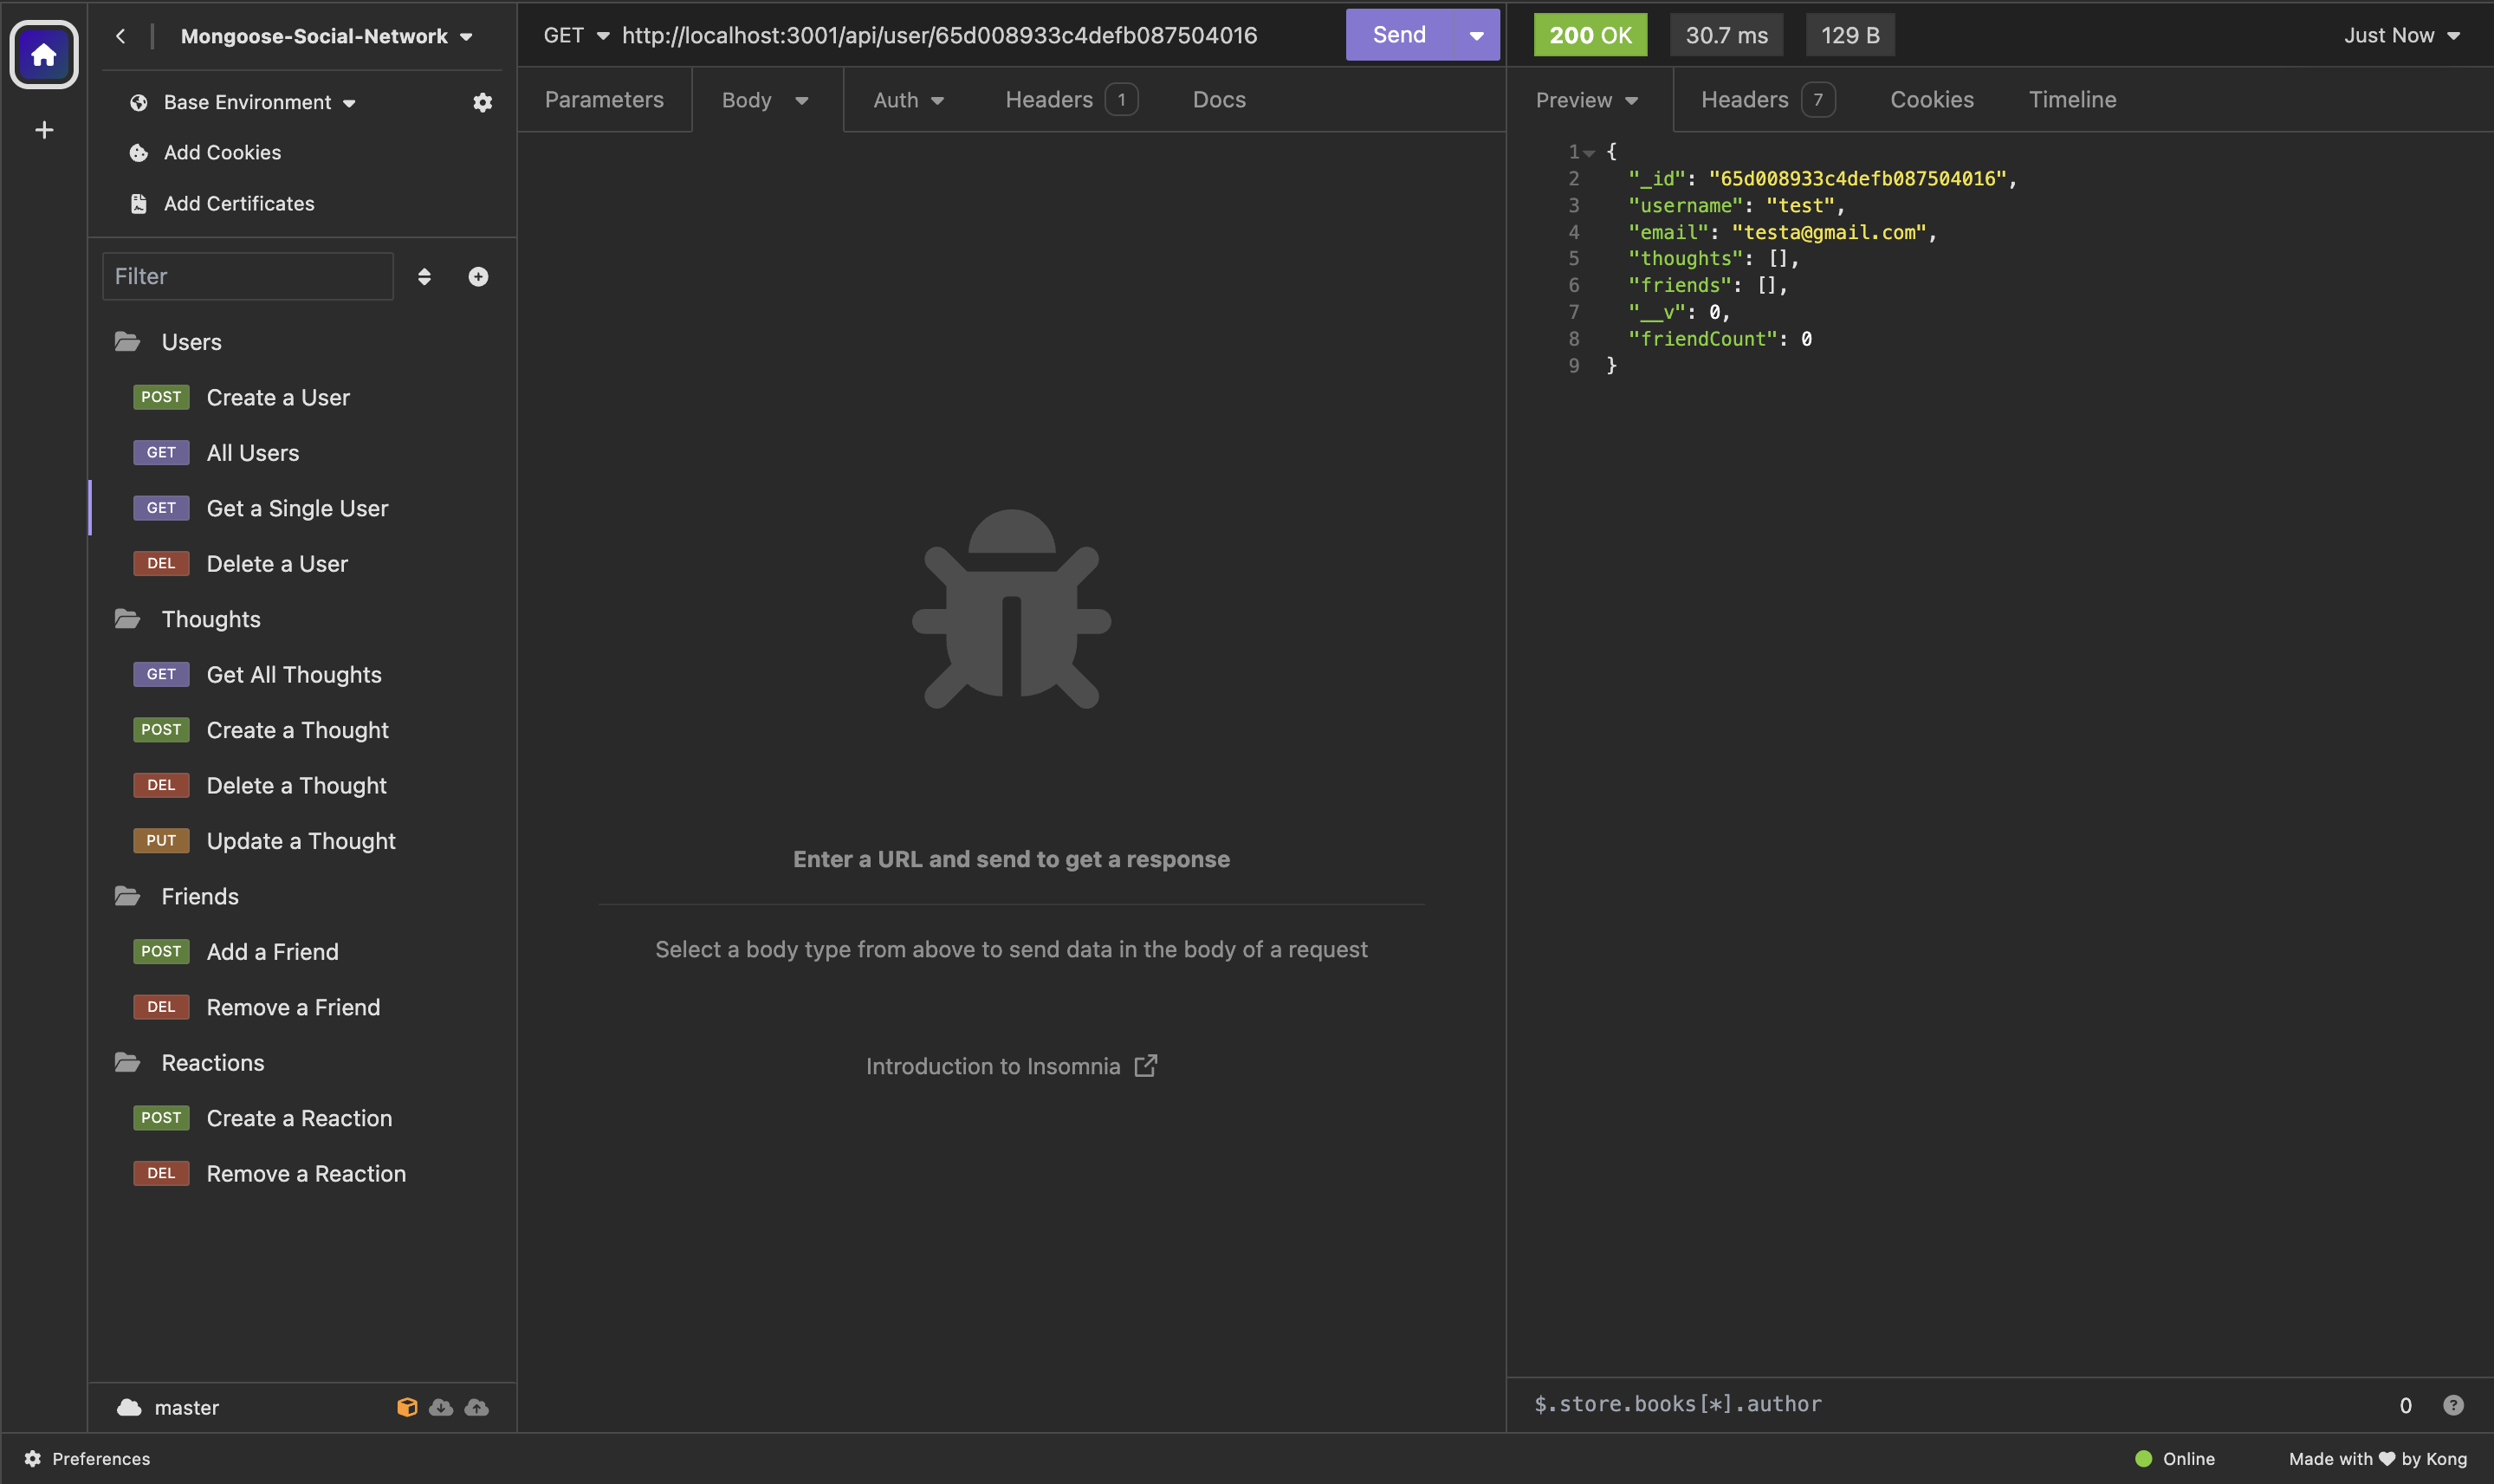 Mongoose-Social-Network
Base Environment
Add Cookies
Add Certificates
Filter
Users
POST Create a User
GET All Users
GET Get a Single User
DEL Delete a User
Thoughts
GET Get All Thoughts
POST Create a Thought
DEL Delete a Thought
PUT Update a Thought
Friends
POST Add a Friend
DEL Remove a Friend
Reactions
POST Create a Reaction
DEL Remove a Reaction
master
GET http://localhost:3001/api/user/65d008933c4defb087504016 Send
Parameters Body Auth Headers 1 Docs
Enter a URL and send to get a response
Select a body type from above to send data in the body of a request
Introduction to Insomnia
200 OK 30.7 ms 129 B Just Now
Preview Headers 7 Cookies Timeline
1 {
2 "_id": "65d008933c4defb087504016",
3 "username": "test",
4 "email": "testa@gmail.com",
5 "thoughts": [],
6 "friends": [],
7 "__v": 0,
8 "friendCount": 0
9 }
$.store.books[*].author 0 ?
Preferences Online Made with ♥ by Kong